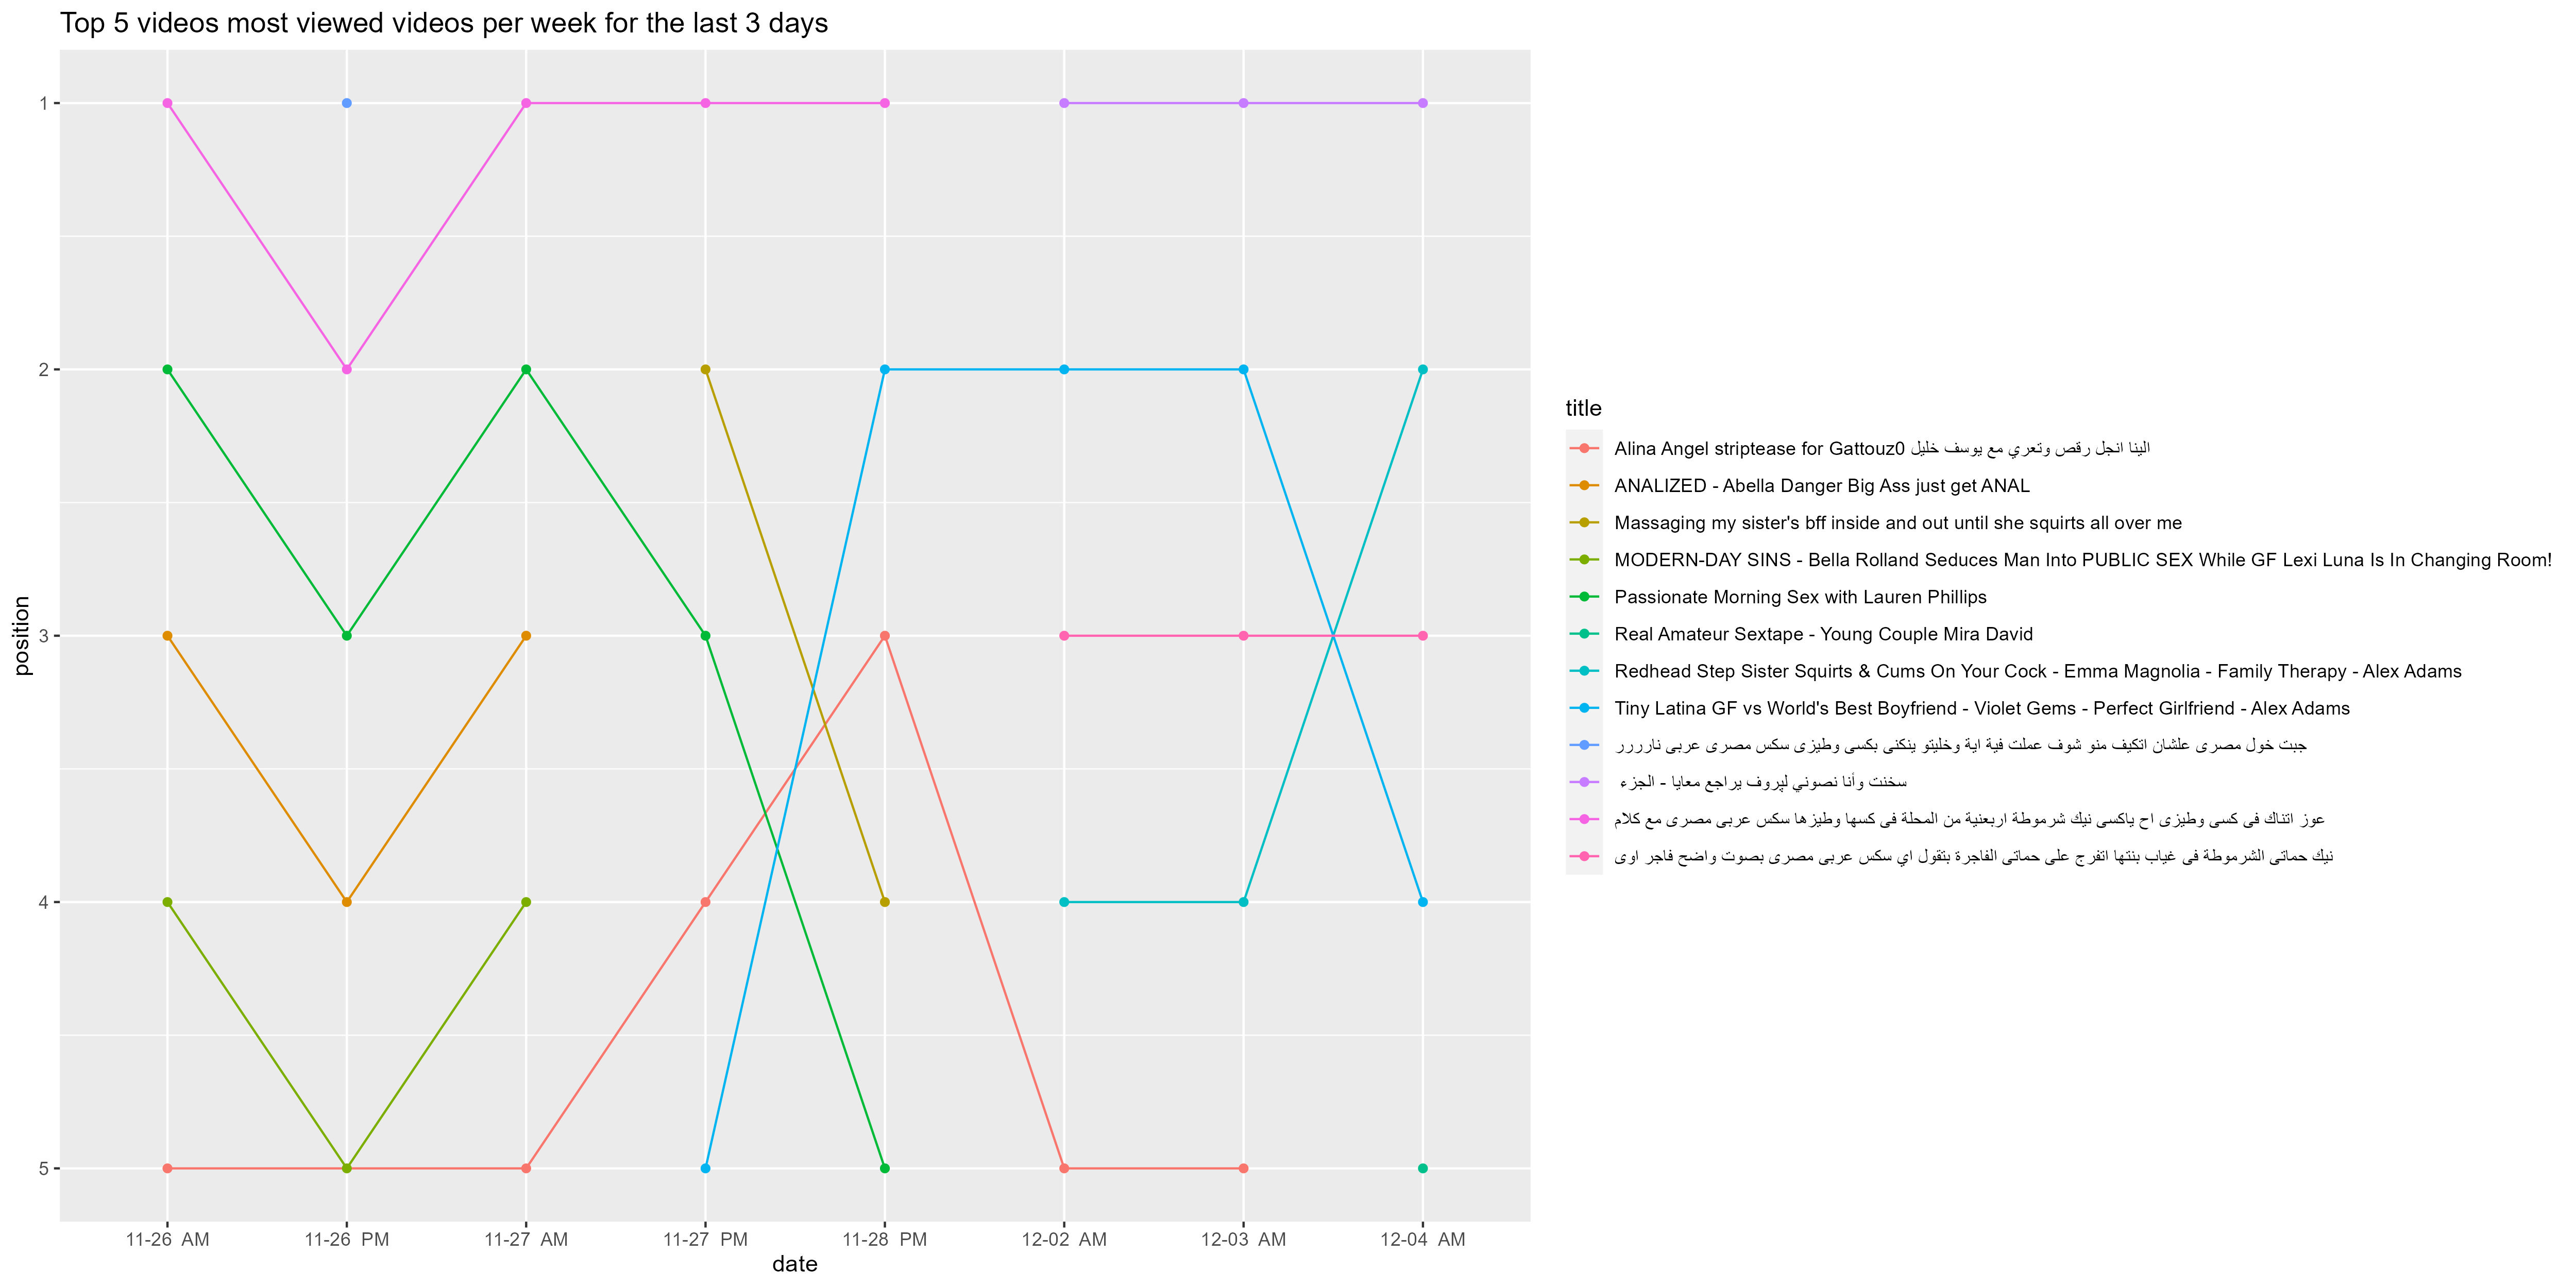 Top 5 videos most viewed videos per week for the last 3 days
position
1
2
3
4
5
11-26 AM
11-26 PM
11-27 AM
11-27 PM
11-28 PM
12-02 AM
12-03 AM
12-04 AM
date
title
Alina Angel striptease for Gattouz0 الينا انجل رقص وتعري مع يوسف خليل
ANALIZED - Abella Danger Big Ass just get ANAL
Massaging my sister's bff inside and out until she squirts all over me
MODERN-DAY SINS - Bella Rolland Seduces Man Into PUBLIC SEX While GF Lexi Luna Is In Changing Room!
Passionate Morning Sex with Lauren Phillips
Real Amateur Sextape - Young Couple Mira David
Redhead Step Sister Squirts & Cums On Your Cock - Emma Magnolia - Family Therapy - Alex Adams
Tiny Latina GF vs World's Best Boyfriend - Violet Gems - Perfect Girlfriend - Alex Adams
جبت خول مصرى علشان اتكيف منو شوف عملت فية اية وخليتو ينكنى بكسى وطيزى سكس مصرى عربى نارررر
سخنت وأنا نصوني لپروف يراجع معايا - الجزء
عوز اتناك فى كسى وطيزى اح ياكسى نيك شرموطة اربعنية من المحلة فى كسها وطيزها سكس عربى مصرى مع كلام
نيك حماتى الشرموطة فى غياب بنتها اتفرج على حماتى الفاجرة بتقول اي سكس عربى مصرى بصوت واضح فاجر اوى